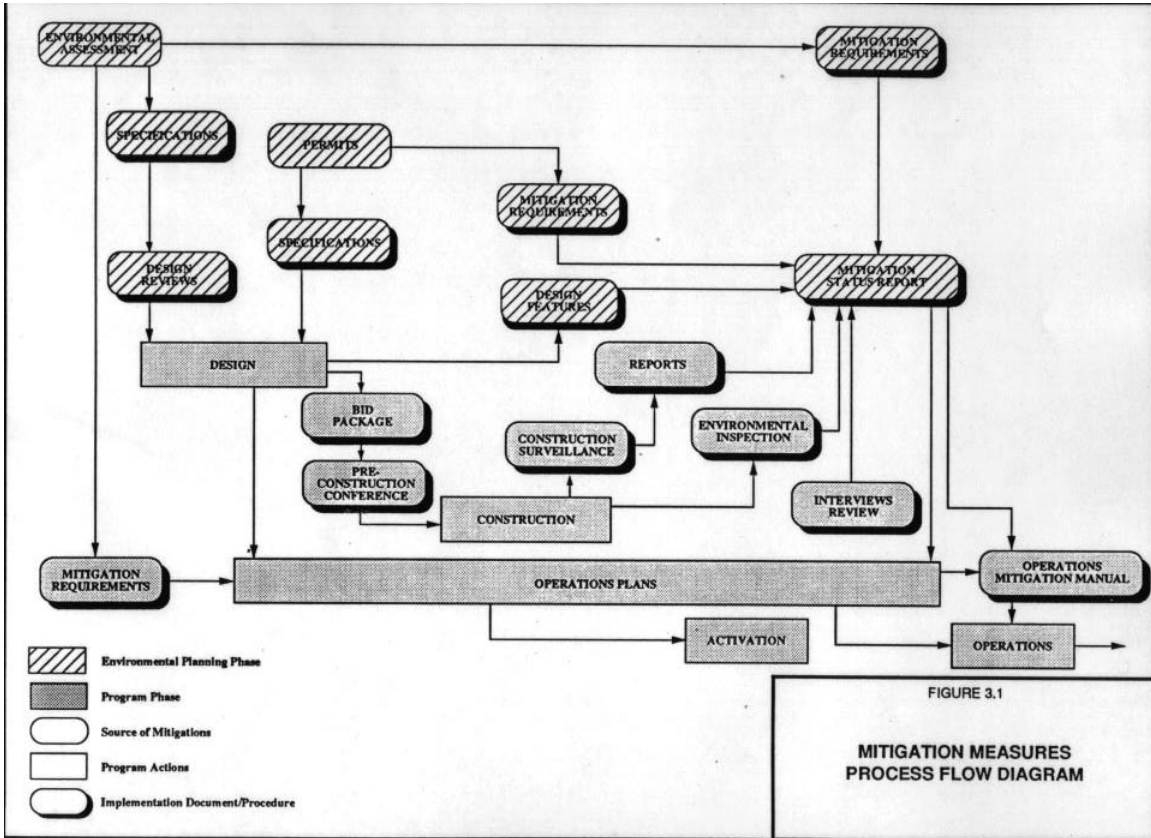 ENVIRONMENTAL
ASSESSMENT
MITIGATION
REQUIREMENTS
SPECIFICATIONS
PERMITS
MITIGATION
REQUIREMENTS
SPECIFICATIONS
DESIGN
REVIEWS
MITIGATION
STATUS REPORT
DESIGN
FEATURES
DESIGN
REPORTS
BID
PACKAGE
ENVIRONMENTAL
INSPECTION
CONSTRUCTION
SURVEILLANCE
PRE-
CONSTRUCTION
CONFERENCE
INTERVIEWS
REVIEW
CONSTRUCTION
MITIGATION
REQUIREMENTS
OPERATIONS PLANS
OPERATIONS
MITIGATION MANUAL
ACTIVATION
OPERATIONS
Environmental Planning Phase
Program Phase
Source of Mitigations
Program Actions
Implementation Document/Procedure
FIGURE 3.1
MITIGATION MEASURES
PROCESS FLOW DIAGRAM